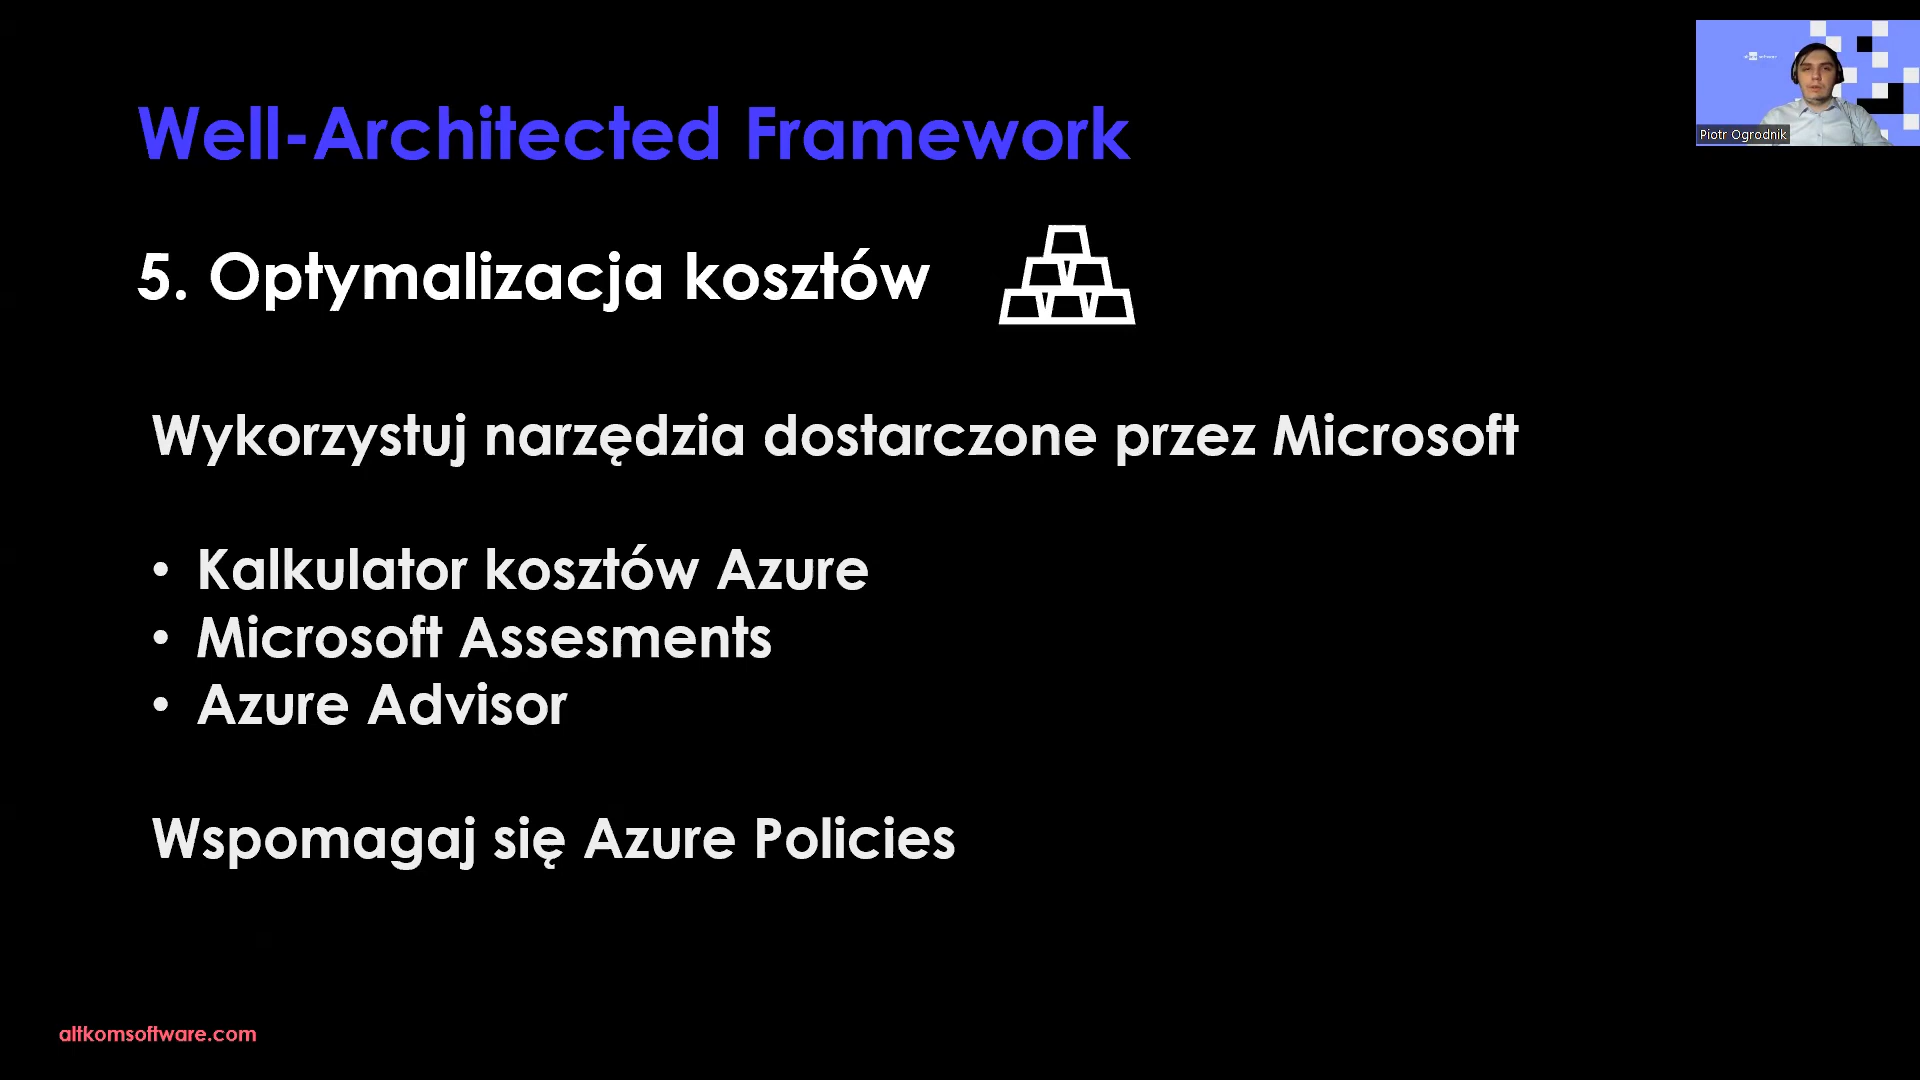 Well-Architected Framework
Piotr Ogrodnik
5. Optymalizacja kosztów
Wykorzystuj narzędzia dostarczone przez Microsoft
• Kalkulator kosztów Azure
• Microsoft Assesments
• Azure Advisor
Wspomagaj się Azure Policies
altkomsoftware.com